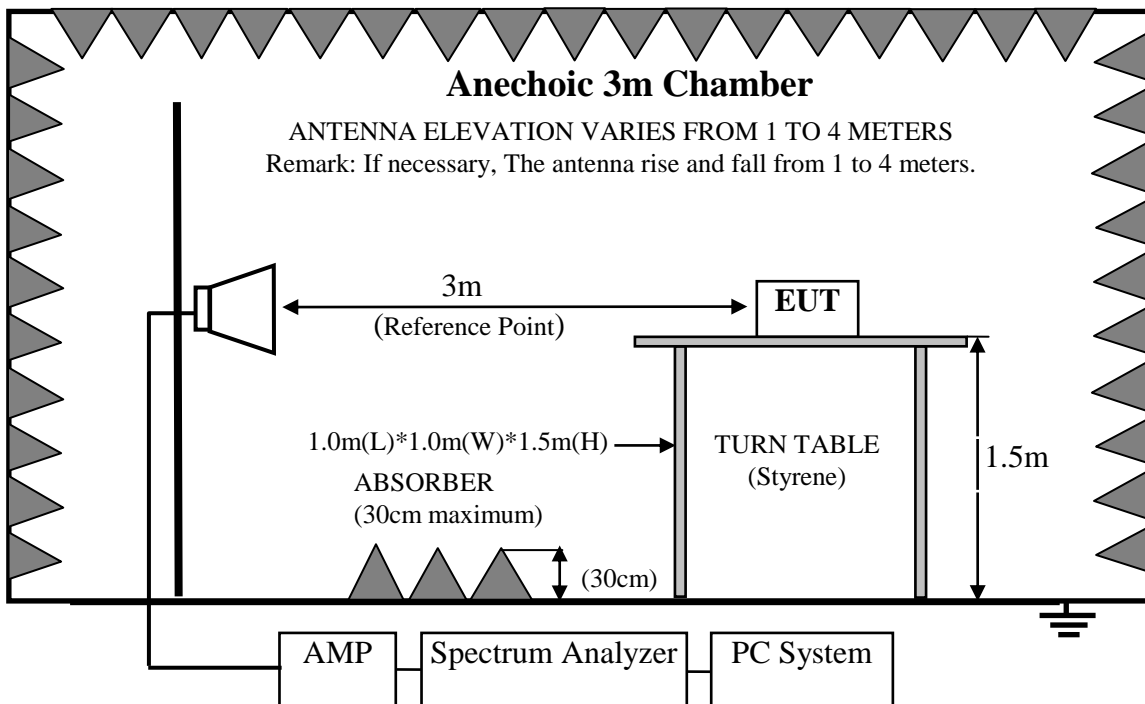 Anechoic 3m Chamber
ANTENNA ELEVATION VARIES FROM 1 TO 4 METERS
Remark: If necessary, The antenna rise and fall from 1 to 4 meters.
3m
(Reference Point)
EUT
1.0m(L)*1.0m(W)*1.5m(H)
TURN TABLE
(Styrene)
1.5m
ABSORBER
(30cm maximum)
(30cm)
AMP
Spectrum Analyzer
PC System